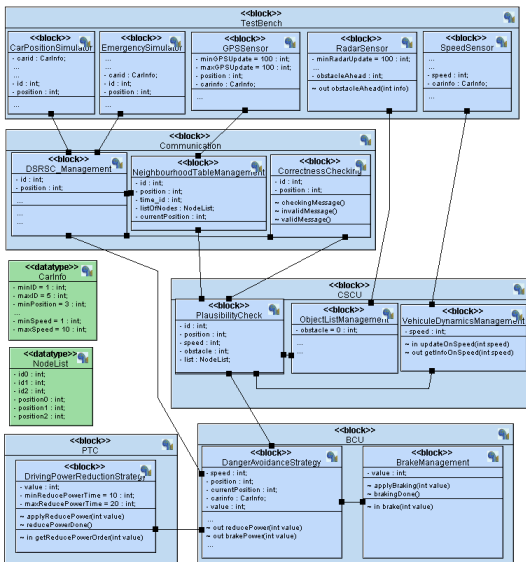 <<block>>
TestBench
<<block>>
CarPositionSimulator
- carid : CarInfo;
...
...
- id : int;
- position : int;
<<block>>
EmergencySimulator
...
...
- carid : CarInfo;
- id : int;
- position : int;
<<block>>
GPSSensor
- minGPSUpdate = 100 : int;
- maxGPSUpdate = 100 : int;
- position : int;
- carinfo : CarInfo;
...
<<block>>
RadarSensor
- minRadarUpdate = 100 : int;
...
- obstacleAhead : int;
~ out obstacleAhead(int info)
<<block>>
SpeedSensor
...
...
- speed : int;
- carinfo : CarInfo;
...
<<block>>
Communication
<<block>>
DSRSC_Management
- id : int;
- position : int;
...
...
<<block>>
NeighbourhoodTableManagement
- id : int;
- position : int;
- time_id : int;
- listOfNodes : NodeList;
- currentPosition : int;
<<block>>
CorrectnessChecking
- id : int;
- position : int;
~ checkingMessage()
~ invalidMessage()
~ validMessage()
<<datatype>>
CarInfo
- minID = 1 : int;
- maxID = 5 : int;
- minPosition = 3 : int;
...
- minSpeed = 1 : int;
- maxSpeed = 10 : int;
<<datatype>>
NodeList
- id0 : int;
- id1 : int;
- id2 : int;
- position0 : int;
- position1 : int;
- position2 : int;
<<block>>
CSCU
<<block>>
PlausibilityCheck
- id : int;
- position : int;
- speed : int;
- obstacle : int;
- list : NodeList;
<<block>>
ObjectListManagement
- obstacle = 0 : int;
...
...
<<block>>
VehiculeDynamicsManagement
- speed : int;
~ in updateOnSpeed(int speed)
~ out getInfoOnSpeed(int speed)
<<block>>
PTC
<<block>>
DrivingPowerReductionStrategy
- value : int;
- minReducePowerTime = 10 : int;
- maxReducePowerTime = 20 : int;
~ applyReducePower(int value)
~ reducePowerDone()
~ in getReducePowerOrder(int value)
<<block>>
BCU
<<block>>
DangerAvoidanceStrategy
- speed : int;
- position : int;
- currentPosition : int;
- carinfo : CarInfo;
- value : int;
...
~ out reducePower(int value)
~ out brakePower(int value)
...
<<block>>
BrakeManagement
- value : int;
~ applyBraking(int value)
~ brakingDone()
~ in brake(int value)